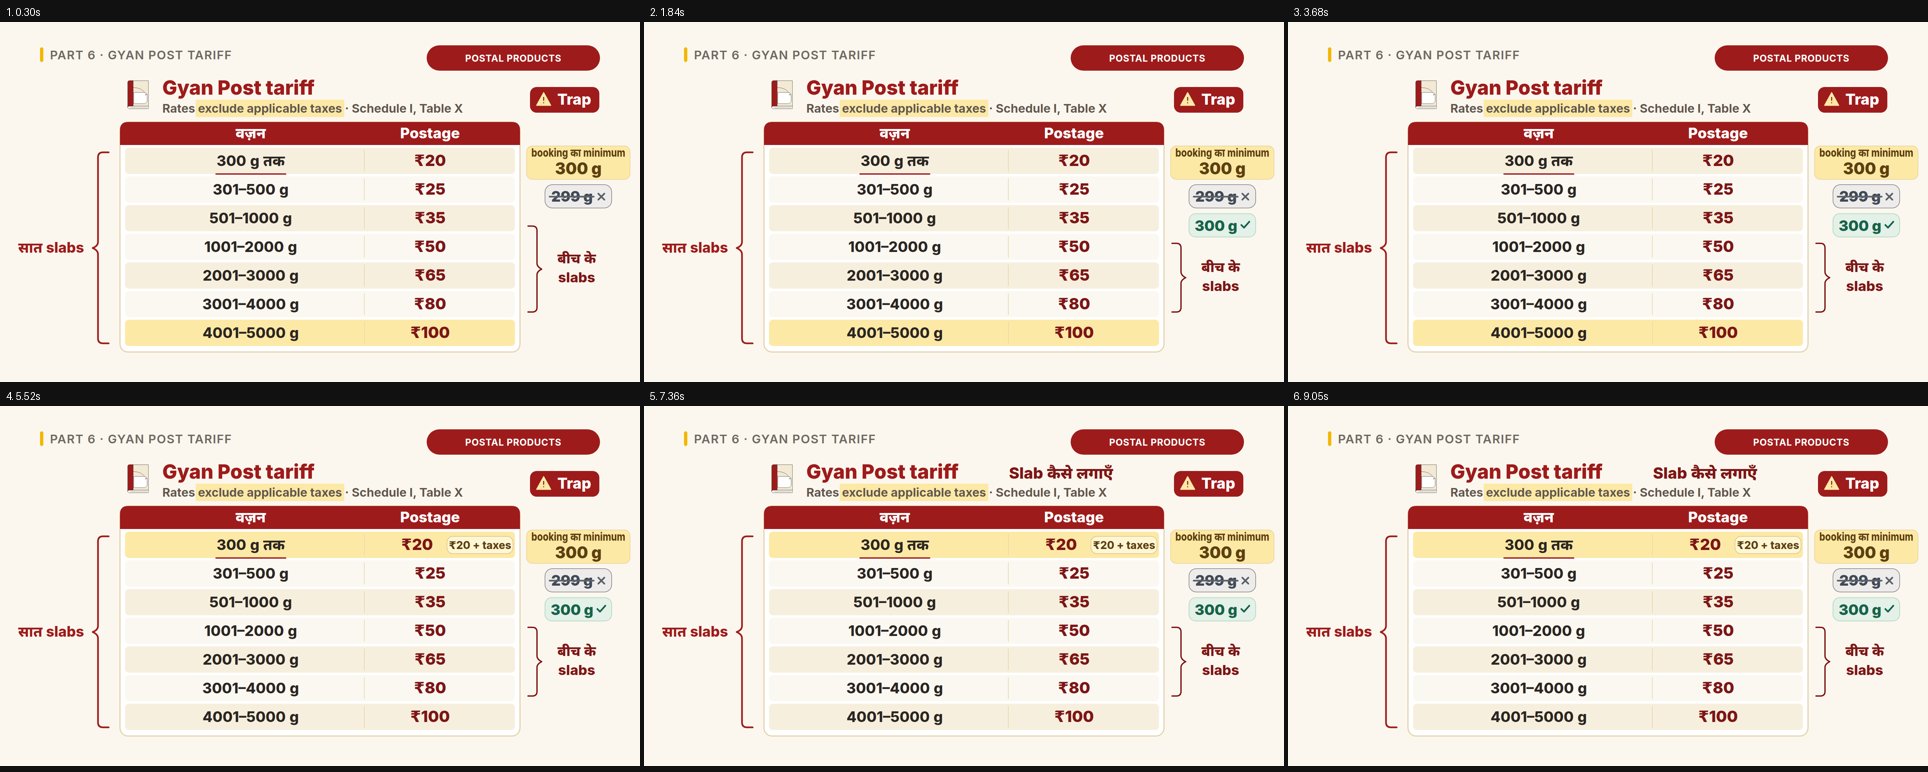 1. 0.30s
PART 6 · GYAN POST TARIFF
POSTAL PRODUCTS
Gyan Post tariff
Rates exclude applicable taxes · Schedule I, Table X
Trap
वज़न Postage
300 g तक ₹20
301–500 g ₹25
501–1000 g ₹35
1001–2000 g ₹50
2001–3000 g ₹65
3001–4000 g ₹80
4001–5000 g ₹100
सात slabs
booking का minimum
300 g
299 g ×
बीच के
slabs
2. 1.84s
PART 6 · GYAN POST TARIFF
POSTAL PRODUCTS
Gyan Post tariff
Rates exclude applicable taxes · Schedule I, Table X
Trap
वज़न Postage
300 g तक ₹20
301–500 g ₹25
501–1000 g ₹35
1001–2000 g ₹50
2001–3000 g ₹65
3001–4000 g ₹80
4001–5000 g ₹100
सात slabs
booking का minimum
300 g
299 g ×
300 g ✓
बीच के
slabs
3. 3.68s
PART 6 · GYAN POST TARIFF
POSTAL PRODUCTS
Gyan Post tariff
Rates exclude applicable taxes · Schedule I, Table X
Trap
वज़न Postage
300 g तक ₹20
301–500 g ₹25
501–1000 g ₹35
1001–2000 g ₹50
2001–3000 g ₹65
3001–4000 g ₹80
4001–5000 g ₹100
सात slabs
booking का minimum
300 g
299 g ×
300 g ✓
बीच के
slabs
4. 5.52s
PART 6 · GYAN POST TARIFF
POSTAL PRODUCTS
Gyan Post tariff
Rates exclude applicable taxes · Schedule I, Table X
Trap
वज़न Postage
300 g तक ₹20 ₹20 + taxes
301–500 g ₹25
501–1000 g ₹35
1001–2000 g ₹50
2001–3000 g ₹65
3001–4000 g ₹80
4001–5000 g ₹100
सात slabs
booking का minimum
300 g
299 g ×
300 g ✓
बीच के
slabs
5. 7.36s
PART 6 · GYAN POST TARIFF
POSTAL PRODUCTS
Gyan Post tariff
Slab कैसे लगाएँ
Rates exclude applicable taxes · Schedule I, Table X
Trap
वज़न Postage
300 g तक ₹20 ₹20 + taxes
301–500 g ₹25
501–1000 g ₹35
1001–2000 g ₹50
2001–3000 g ₹65
3001–4000 g ₹80
4001–5000 g ₹100
सात slabs
booking का minimum
300 g
299 g ×
300 g ✓
बीच के
slabs
6. 9.05s
PART 6 · GYAN POST TARIFF
POSTAL PRODUCTS
Gyan Post tariff
Slab कैसे लगाएँ
Rates exclude applicable taxes · Schedule I, Table X
Trap
वज़न Postage
300 g तक ₹20 ₹20 + taxes
301–500 g ₹25
501–1000 g ₹35
1001–2000 g ₹50
2001–3000 g ₹65
3001–4000 g ₹80
4001–5000 g ₹100
सात slabs
booking का minimum
300 g
299 g ×
300 g ✓
बीच के
slabs